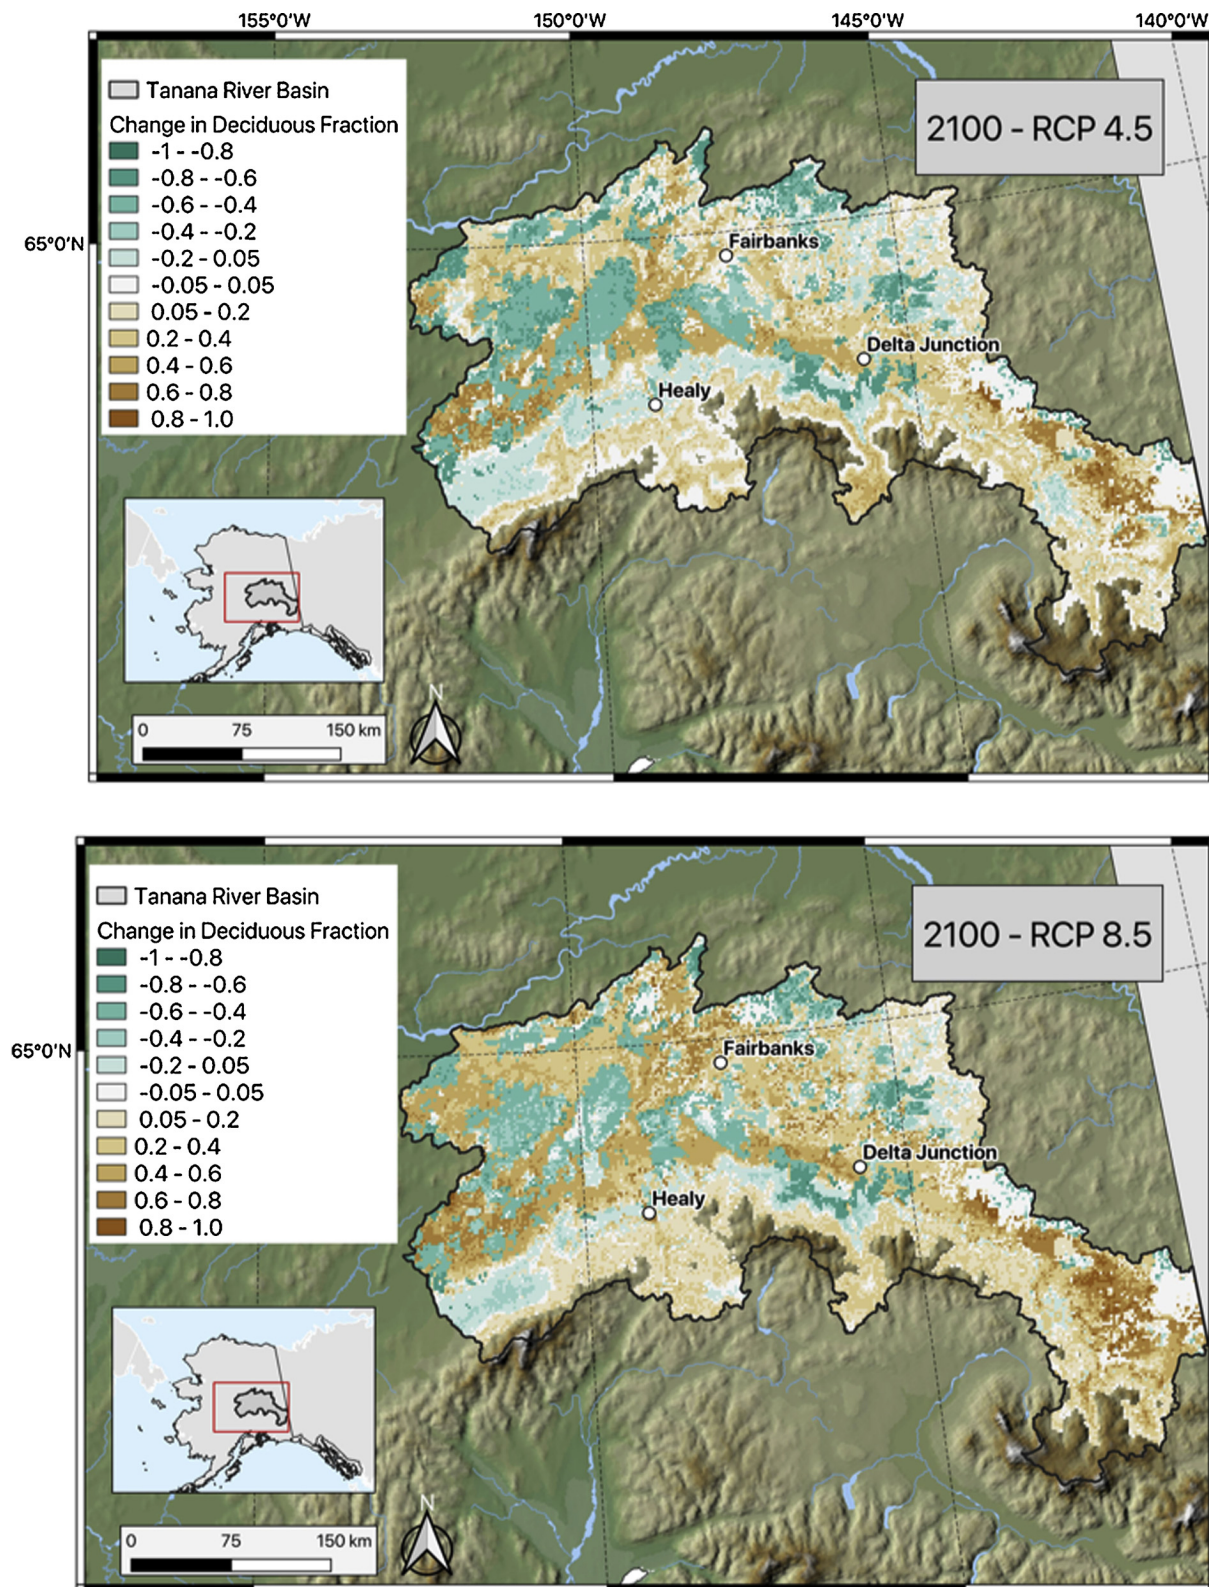 155°0'W 150°0'W 145°0'W 140°0'W
Tanana River Basin
Change in Deciduous Fraction
-1 - -0.8
-0.8 - -0.6
-0.6 - -0.4
-0.4 - -0.2
-0.2 - 0.05
-0.05 - 0.05
0.05 - 0.2
0.2 - 0.4
0.4 - 0.6
0.6 - 0.8
0.8 - 1.0
2100 - RCP 4.5
65°0'N
Fairbanks
Delta Junction
Healy
0 75 150 km
N
Tanana River Basin
Change in Deciduous Fraction
-1 - -0.8
-0.8 - -0.6
-0.6 - -0.4
-0.4 - -0.2
-0.2 - 0.05
-0.05 - 0.05
0.05 - 0.2
0.2 - 0.4
0.4 - 0.6
0.6 - 0.8
0.8 - 1.0
2100 - RCP 8.5
65°0'N
Fairbanks
Delta Junction
Healy
0 75 150 km
N